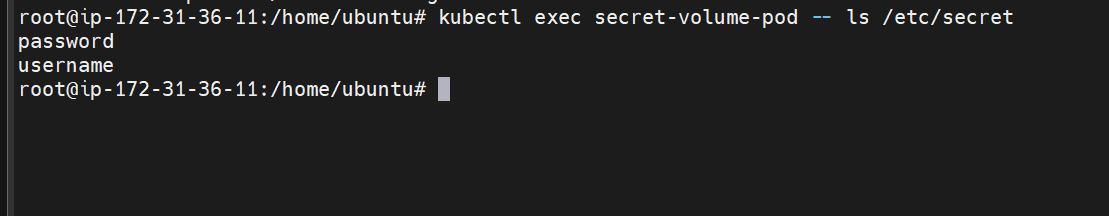 root@ip-172-31-36-11:/home/ubuntu# kubectl exec secret-volume-pod -- ls /etc/secret
password
username
root@ip-172-31-36-11:/home/ubuntu#